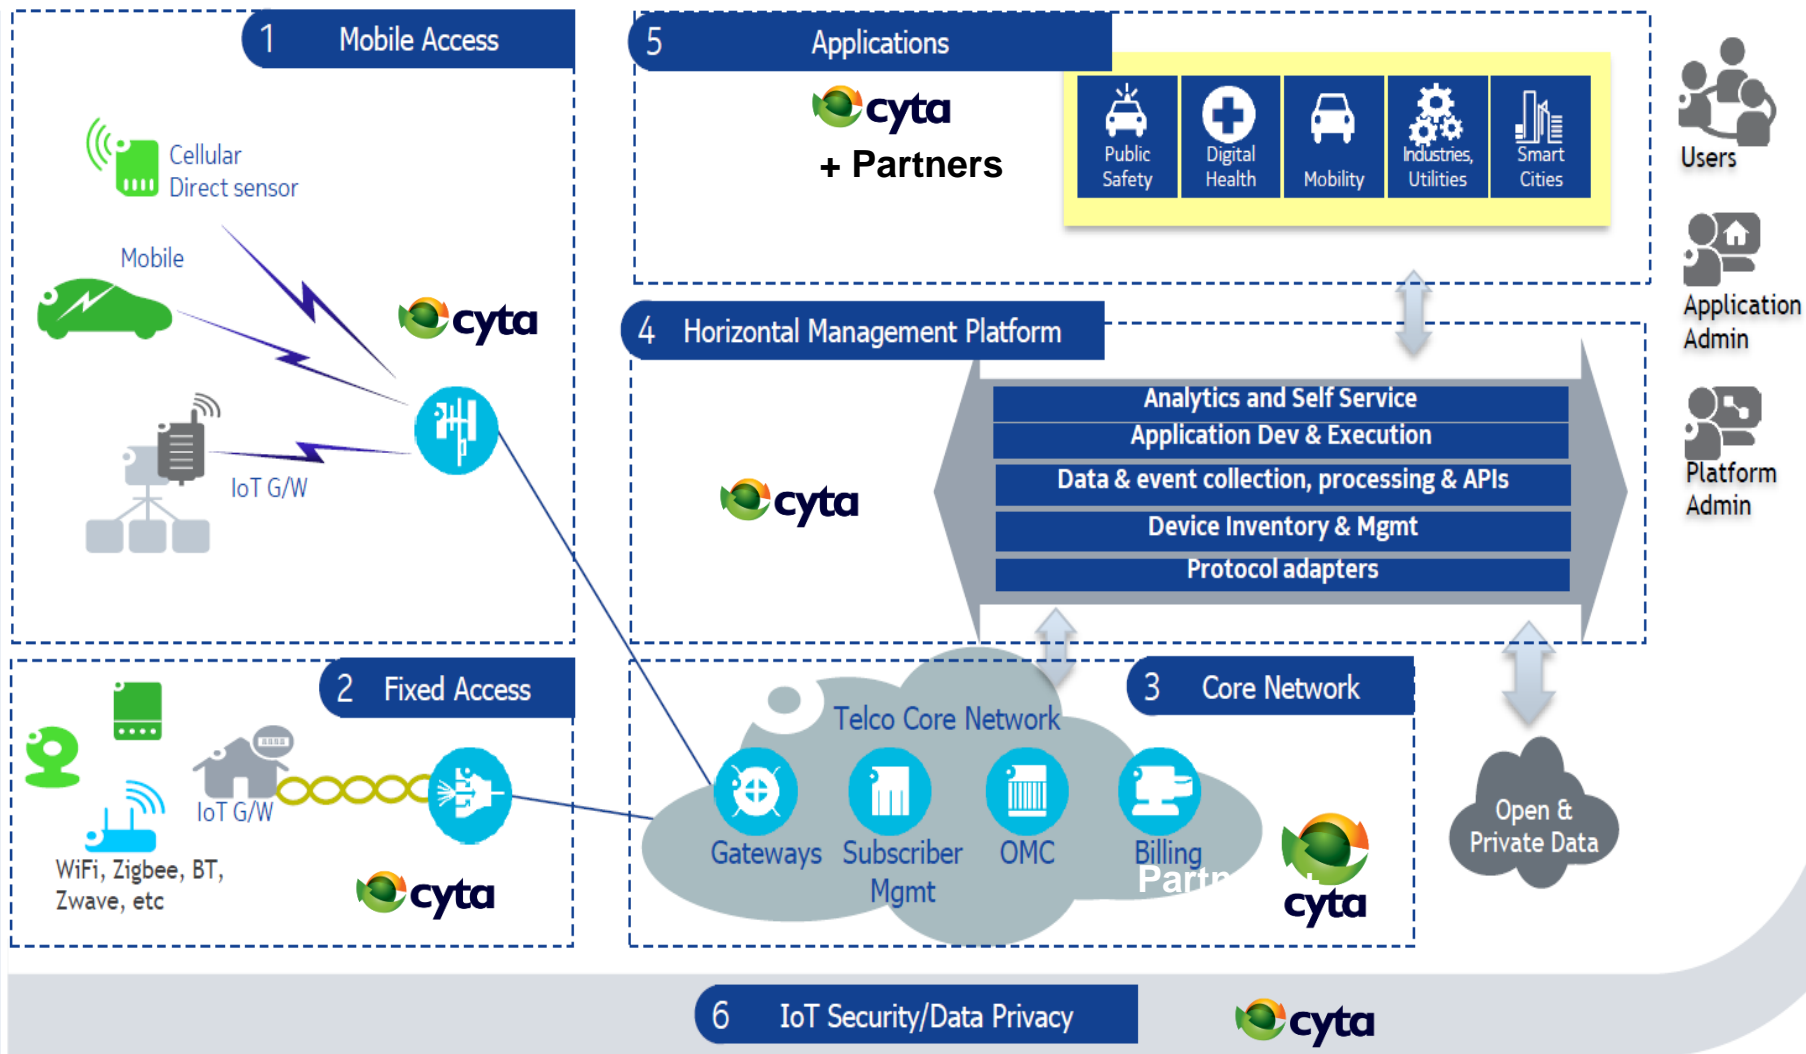 1 Mobile Access
cyta
Cellular
Direct sensor
Mobile
IoT G/W
2 Fixed Access
IoT G/W
WiFi, Zigbee, BT,
Zwave, etc
cyta
5 Applications
cyta
+ Partners
Public
Safety
Digital
Health
Mobility
Industries,
Utilities
Smart
Cities
4 Horizontal Management Platform
cyta
Analytics and Self Service
Application Dev & Execution
Data & event collection, processing & APIs
Device Inventory & Mgmt
Protocol adapters
3 Core Network
Telco Core Network
Gateways
Subscriber
Mgmt
OMC
Billing
cyta
Open &
Private Data
Users
Application
Admin
Platform
Admin
6 IoT Security/Data Privacy
cyta